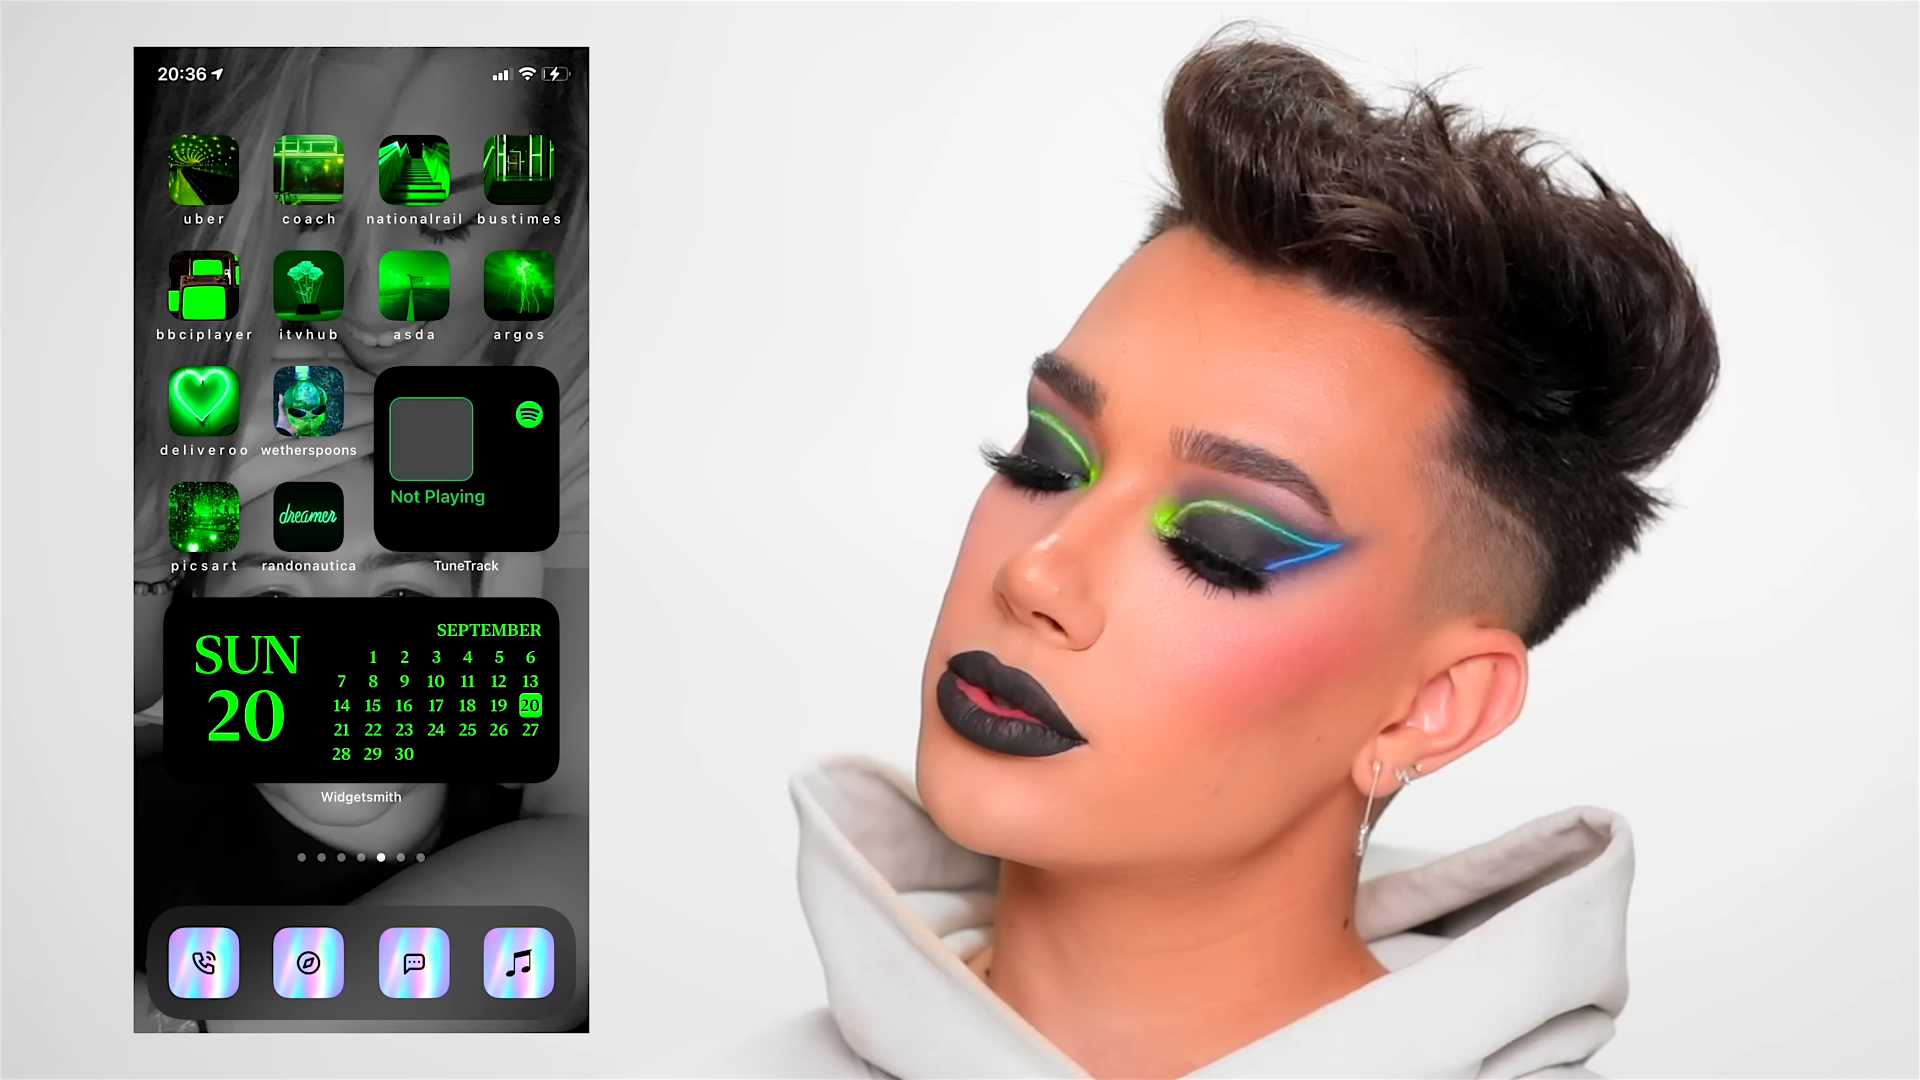 20:36
uber coach nationalrail bustimes
bbciplayer itvhub asda argos
deliveroo wetherspoons
Not Playing
dreamer
picsart randonautica TuneTrack
SUN
20
SEPTEMBER
1 2 3 4 5 6
7 8 9 10 11 12 13
14 15 16 17 18 19 20
21 22 23 24 25 26 27
28 29 30
Widgetsmith